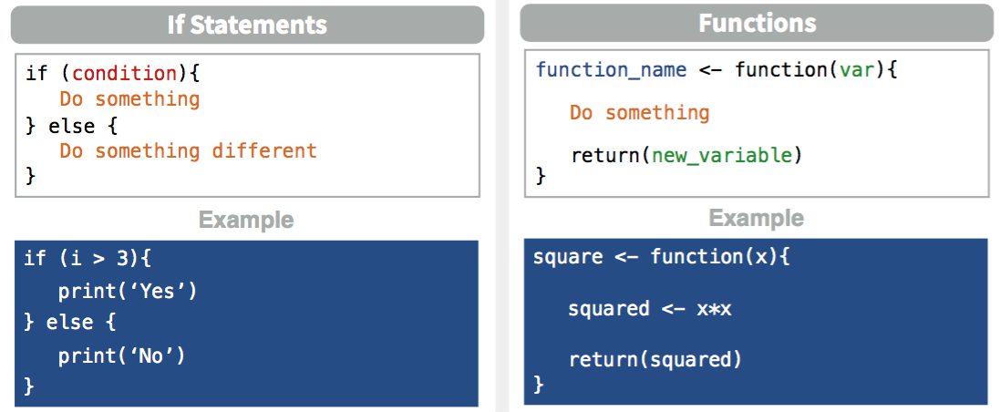 If Statements
if (condition){
   Do something
} else {
   Do something different
}
Example
if (i > 3){
   print(‘Yes’)
} else {
   print(‘No’)
}
Functions
function_name <- function(var){
   Do something
   return(new_variable)
}
Example
square <- function(x){
   squared <- x*x
   return(squared)
}